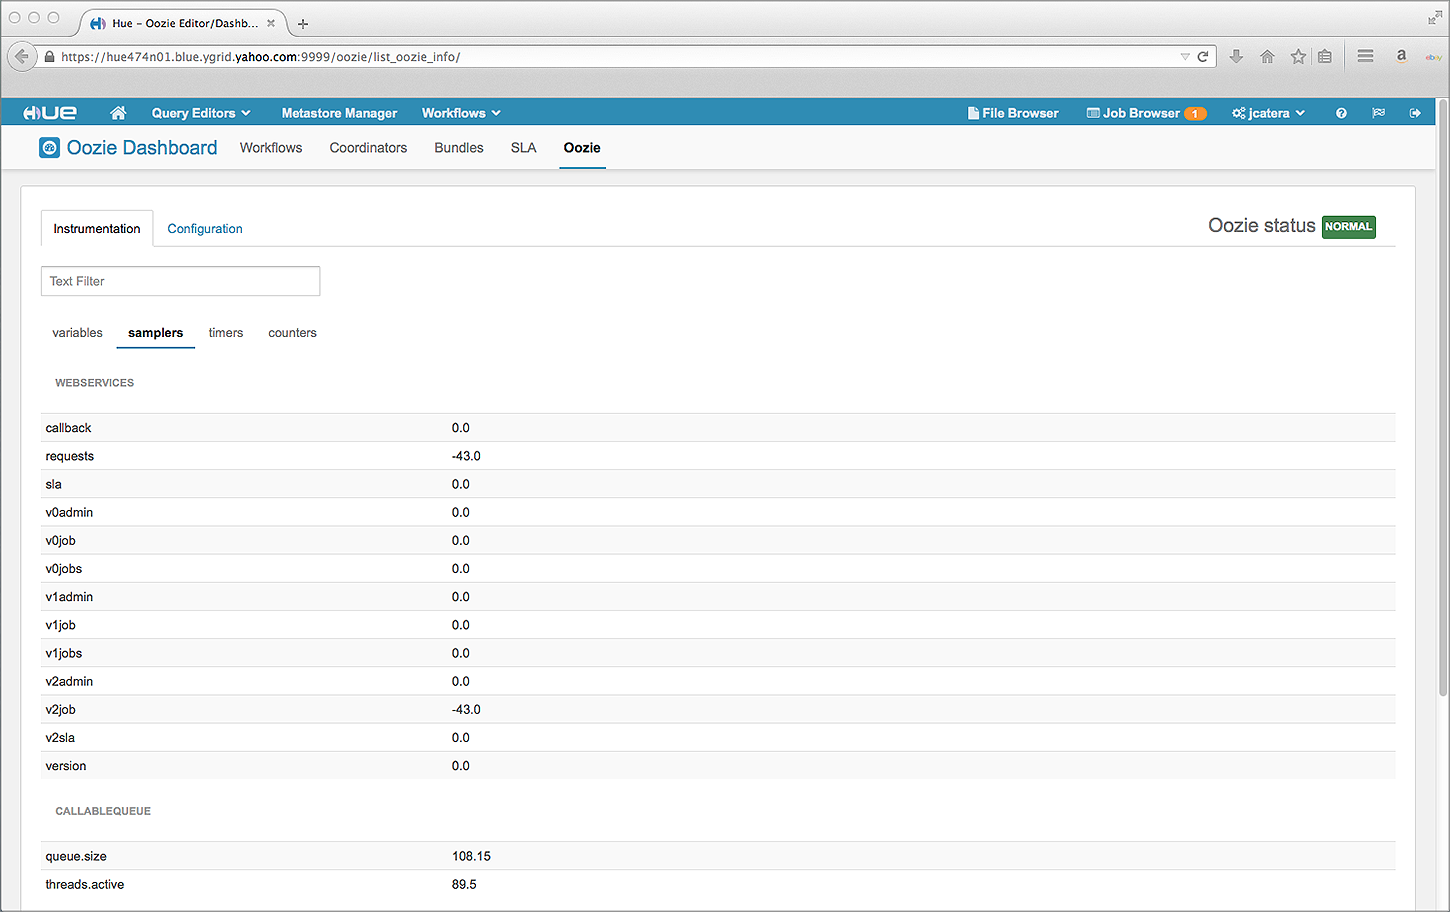 Hue – Oozie Editor/Dashb...
https://hue474n01.blue.ygrid.yahoo.com:9999/oozie/list_oozie_info/
a
ebay
HUE Query Editors Metastore Manager Workflows File Browser Job Browser 1 jcatera
Oozie Dashboard Workflows Coordinators Bundles SLA Oozie
Instrumentation Configuration Oozie status NORMAL
Text Filter
variables samplers timers counters
WEBSERVICES
callback 0.0
requests -43.0
sla 0.0
v0admin 0.0
v0job 0.0
v0jobs 0.0
v1admin 0.0
v1job 0.0
v1jobs 0.0
v2admin 0.0
v2job -43.0
v2sla 0.0
version 0.0
CALLABLEQUEUE
queue.size 108.15
threads.active 89.5